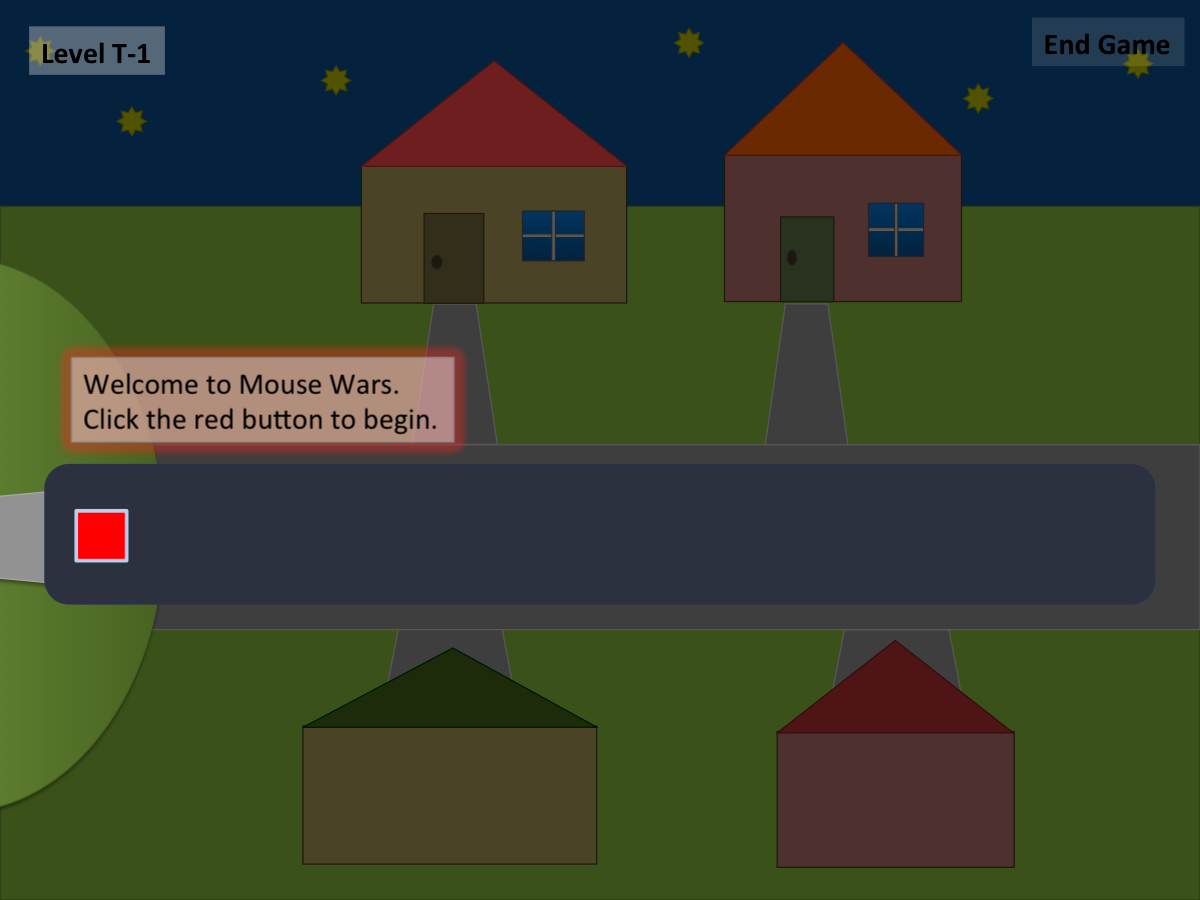 Level T-1
End Game
Welcome to Mouse Wars.
Click the red button to begin.